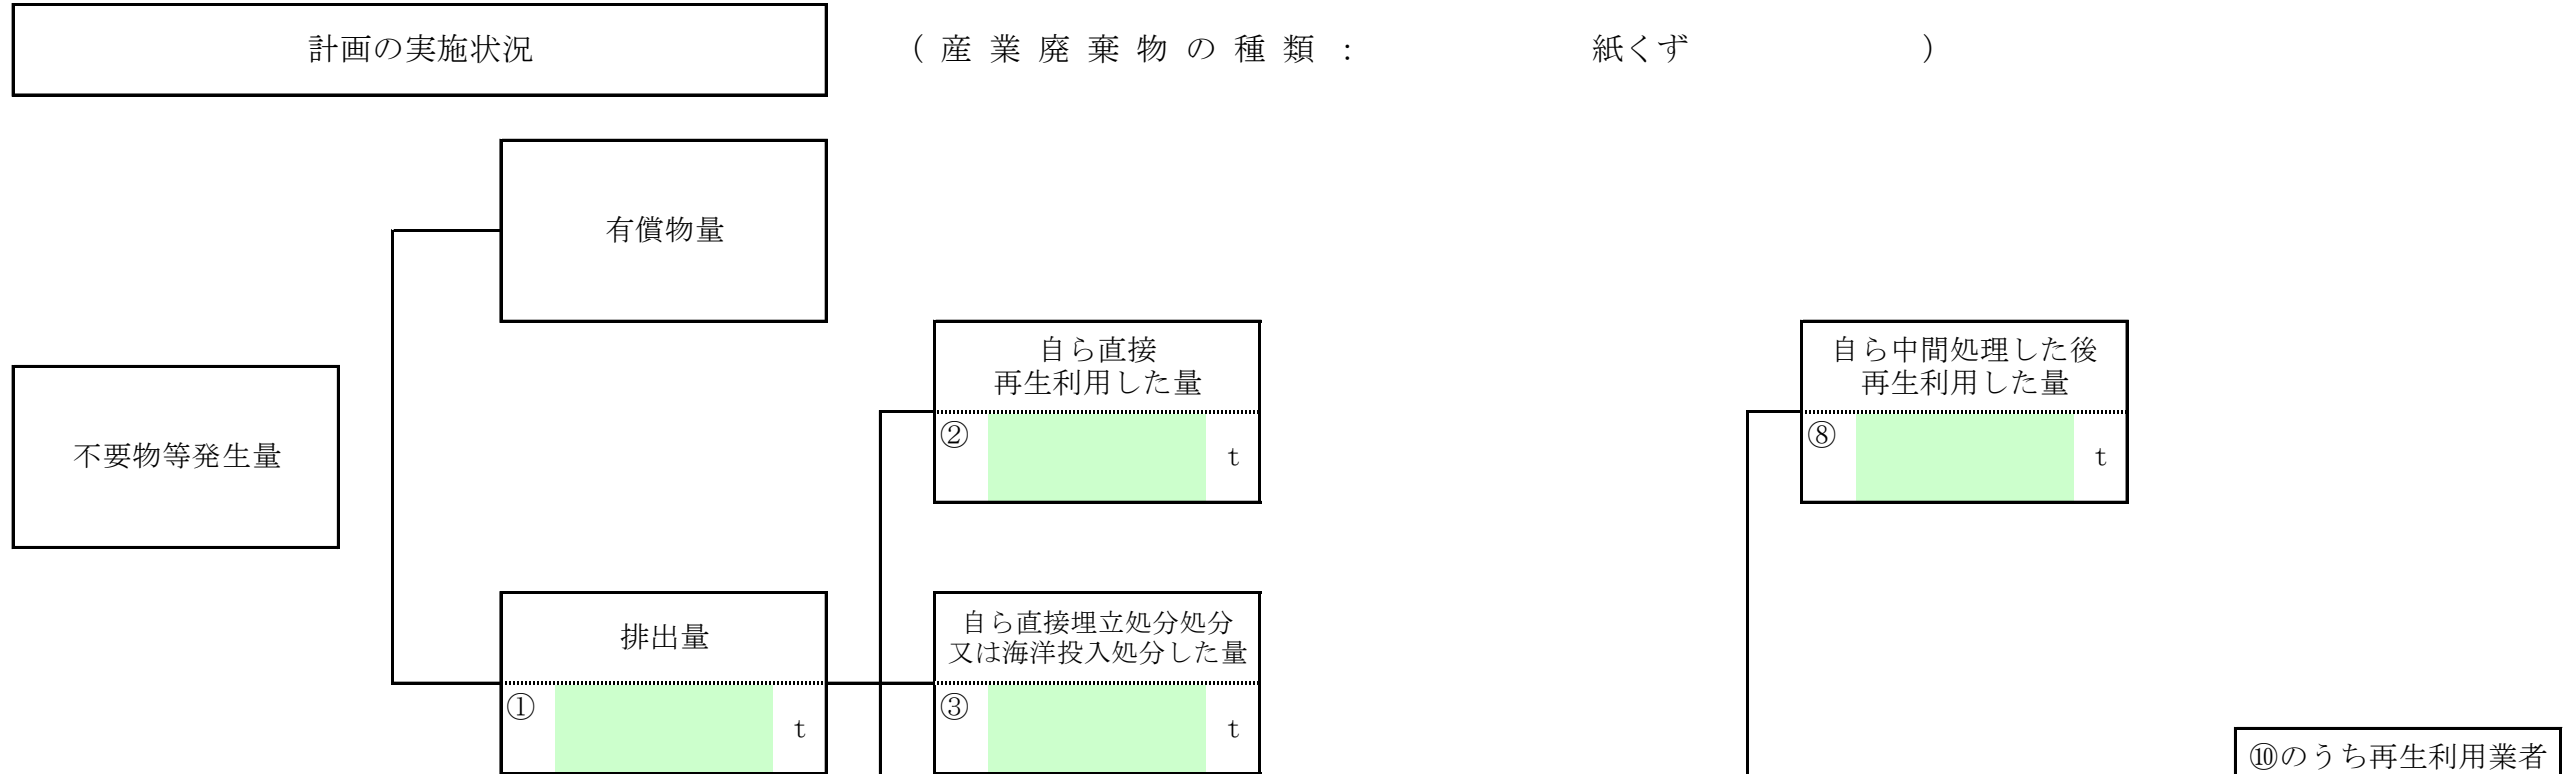 計画の実施状況
（産業廃棄物の種類： 紙くず ）
有償物量
自ら直接
再生利用した量
② t
自ら中間処理した後
再生利用した量
⑧ t
不要物等発生量
排出量
① t
自ら直接埋立処分処分
又は海洋投入処分した量
③ t
⑩のうち再生利用業者